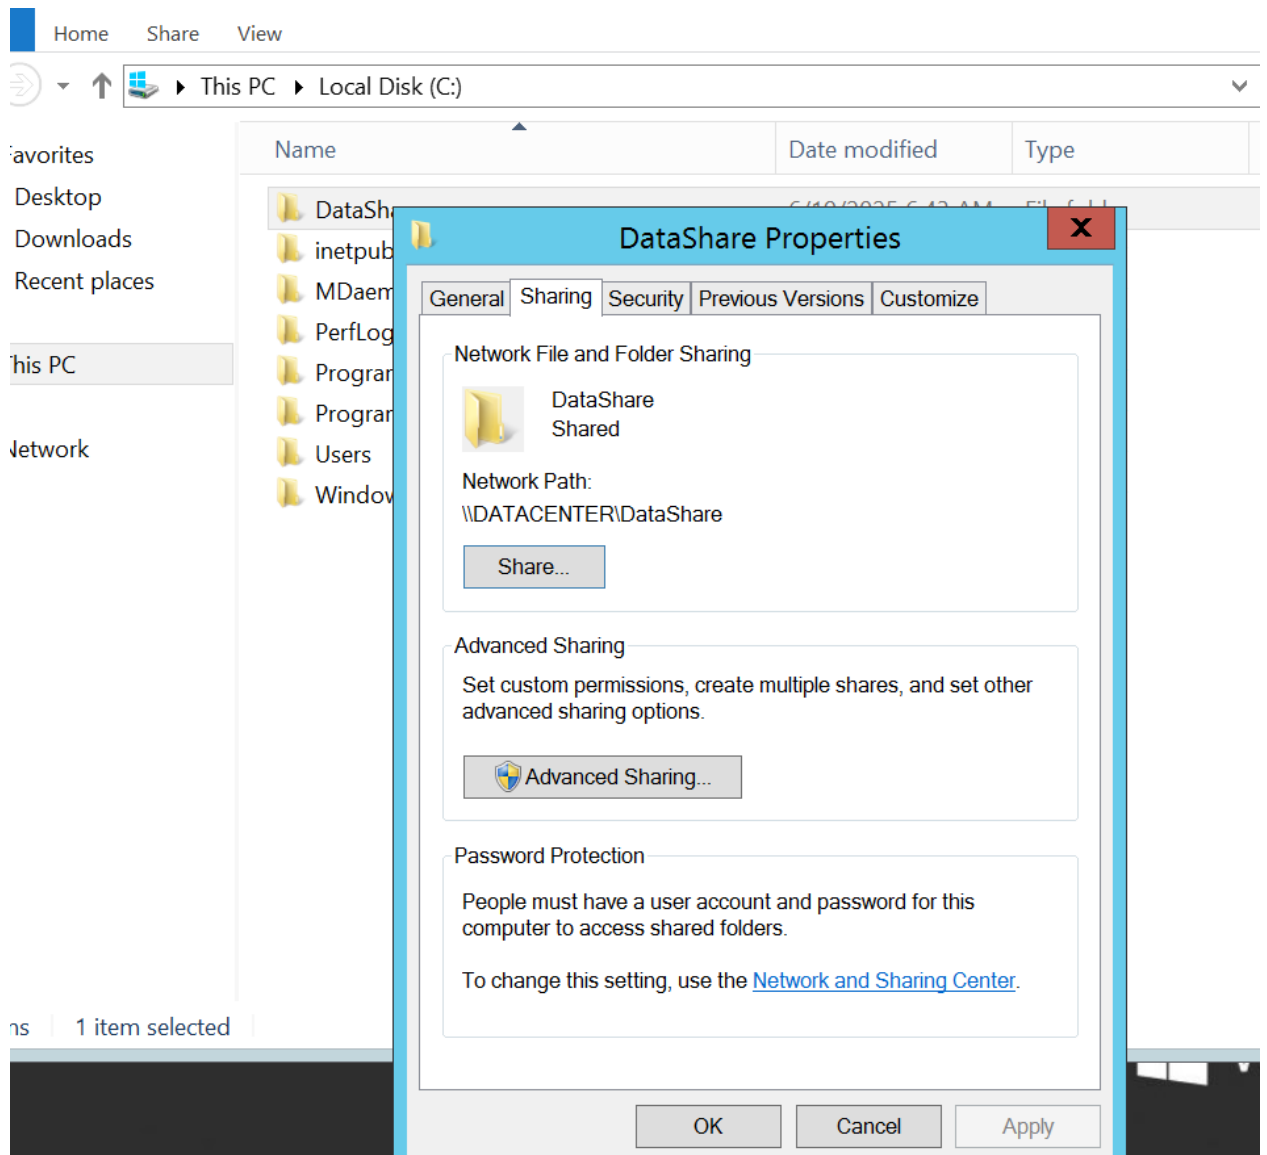 Home Share View
This PC Local Disk (C:)
Name Date modified Type
Desktop
Downloads
Recent places
inetpub
Users
DataShare Properties
General Sharing Security Previous Versions Customize
Network File and Folder Sharing
DataShare
Shared
Network Path:
\\DATACENTER\DataShare
Share...
Advanced Sharing
Set custom permissions, create multiple shares, and set other
advanced sharing options.
Advanced Sharing...
Password Protection
People must have a user account and password for this
computer to access shared folders.
To change this setting, use the Network and Sharing Center.
1 item selected
OK Cancel Apply